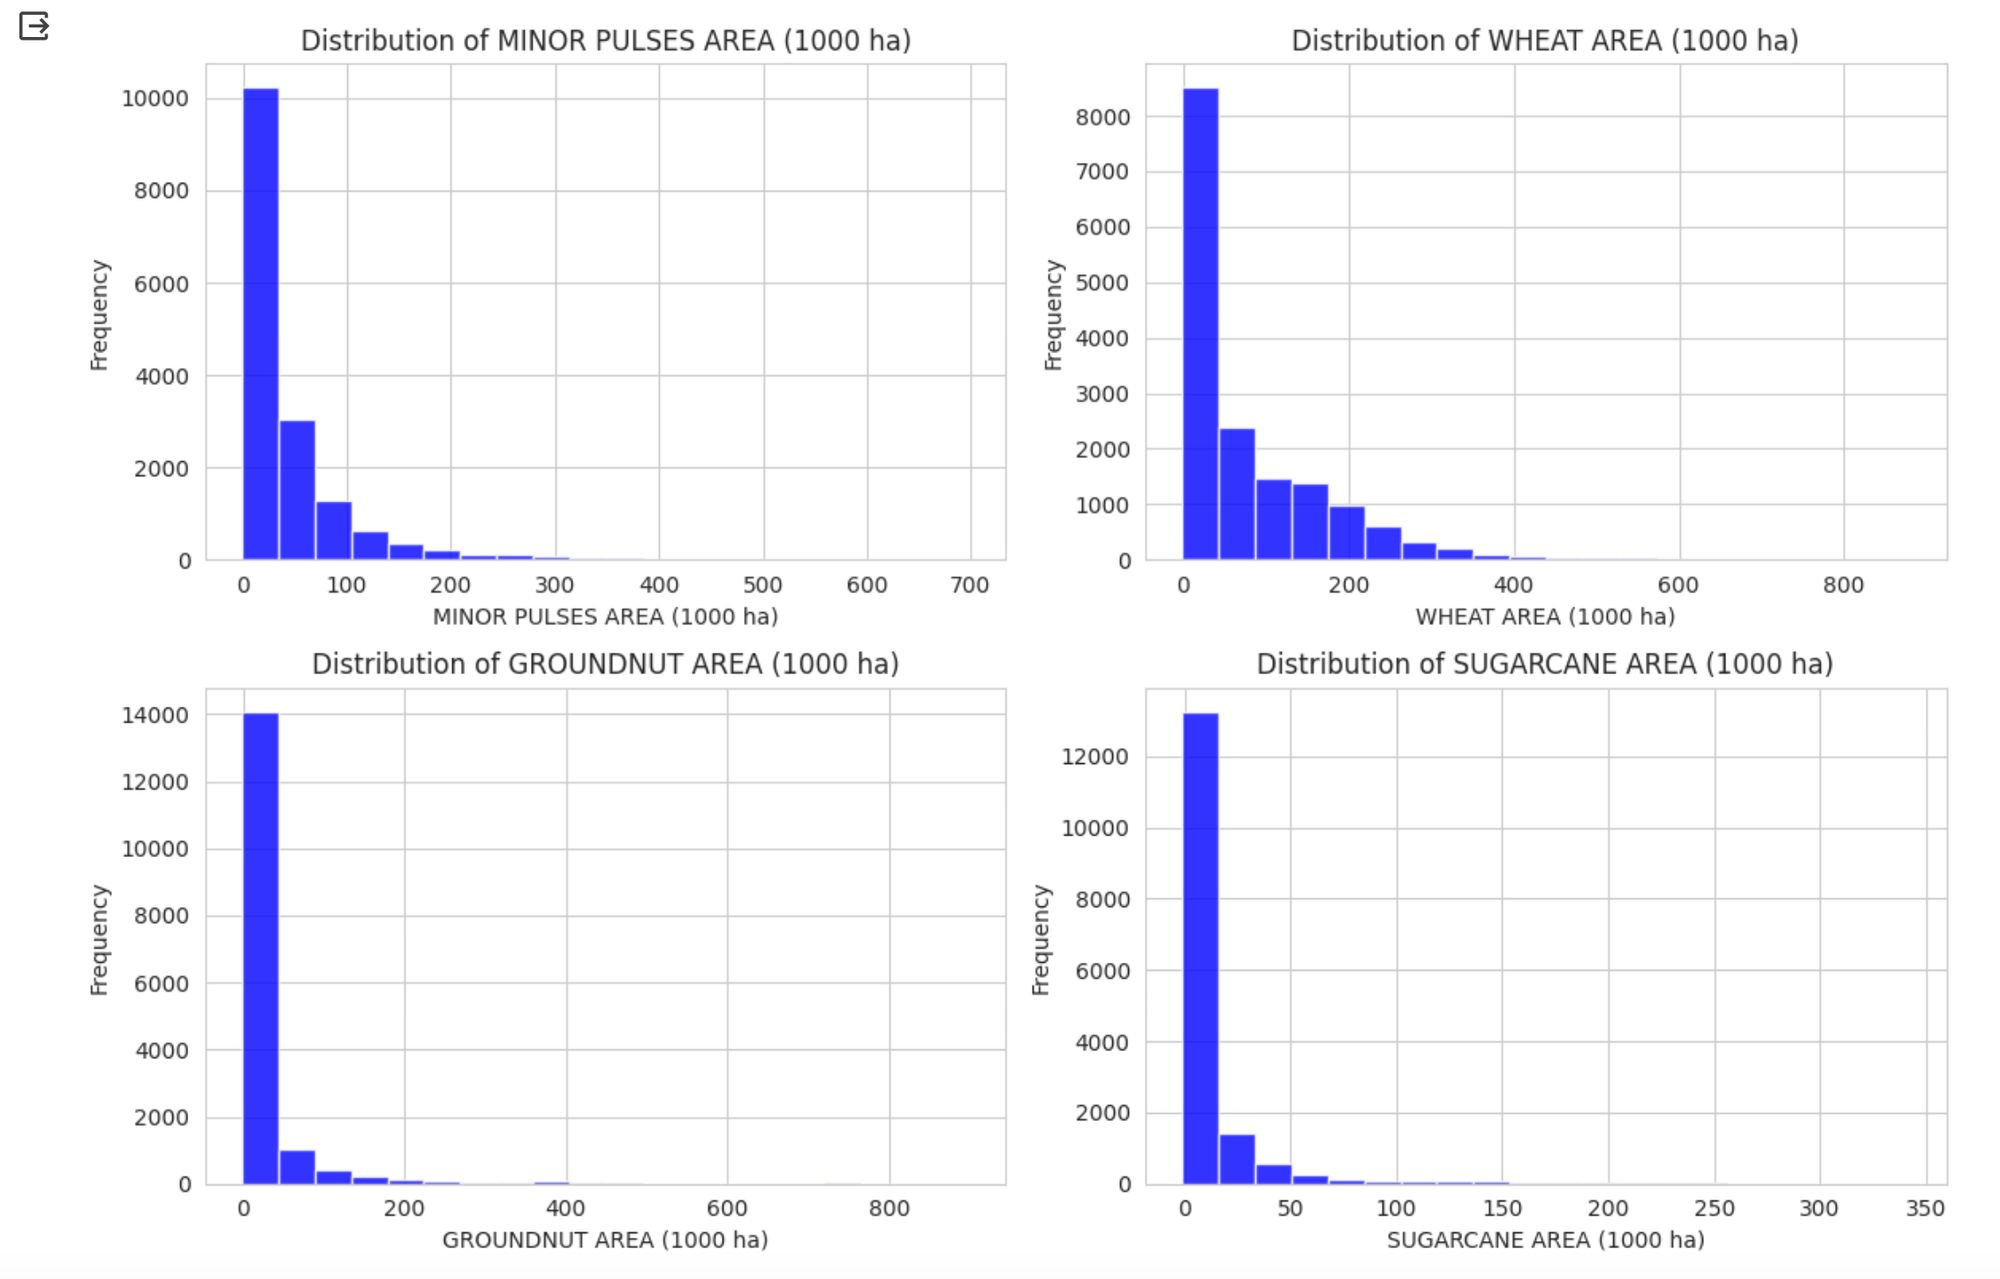 Distribution of MINOR PULSES AREA (1000 ha)
10000
8000
6000
4000
2000
0
Frequency
0 100 200 300 400 500 600 700
MINOR PULSES AREA (1000 ha)
Distribution of WHEAT AREA (1000 ha)
8000
7000
6000
5000
4000
3000
2000
1000
0
Frequency
0 200 400 600 800
WHEAT AREA (1000 ha)
Distribution of GROUNDNUT AREA (1000 ha)
14000
12000
10000
8000
6000
4000
2000
0
Frequency
0 200 400 600 800
GROUNDNUT AREA (1000 ha)
Distribution of SUGARCANE AREA (1000 ha)
12000
10000
8000
6000
4000
2000
0
Frequency
0 50 100 150 200 250 300 350
SUGARCANE AREA (1000 ha)